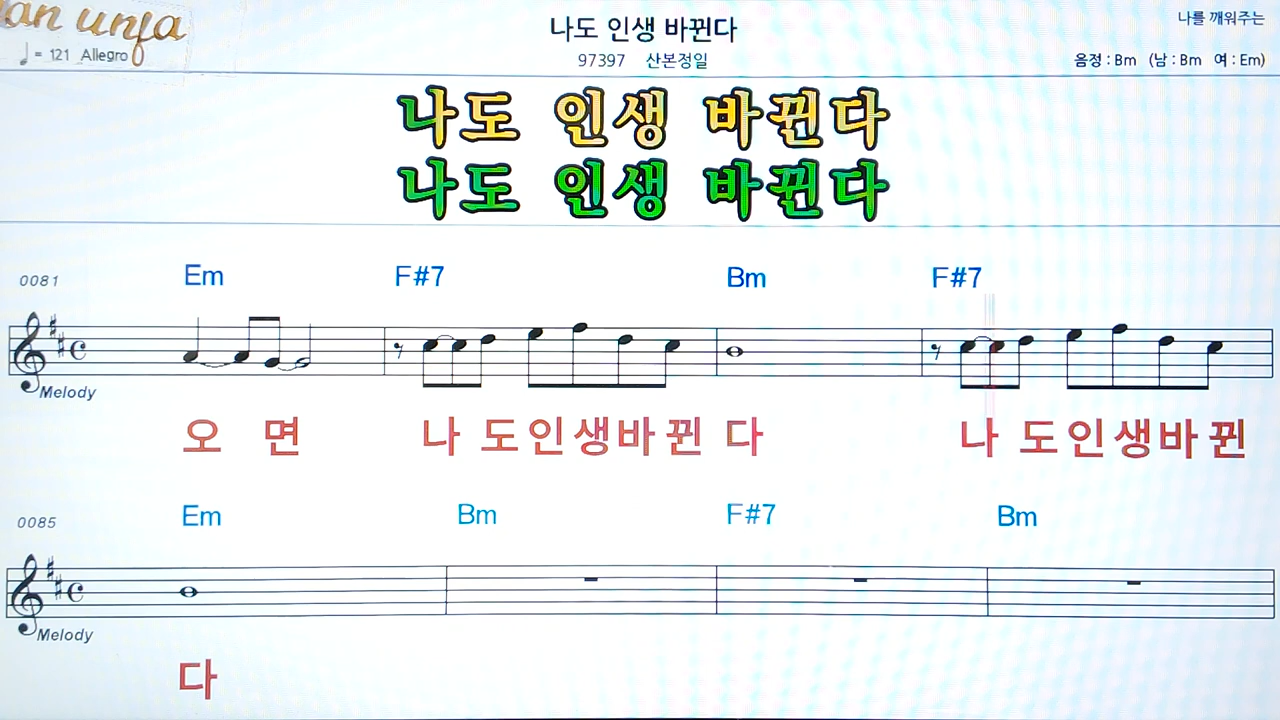 나도 인생 바뀐다
나를 깨워주는
♩ = 121 Allegro
97397 산본정일
음정 : Bm (남 : Bm 여 : Em)
나도 인생 바뀐다
나도 인생 바뀐다
0081 Em F#7 Bm F#7
Melody
오 면 나 도인생바뀐 다 나 도인생바뀐
0085 Em Bm F#7 Bm
Melody
다